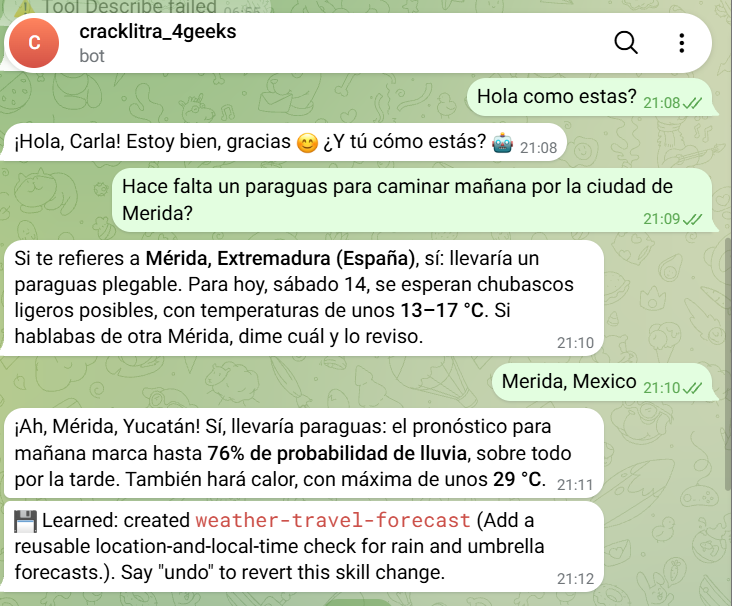 Tool Describe failed 06:55
C
cracklitra_4geeks
bot
Hola como estas? 21:08
¡Hola, Carla! Estoy bien, gracias 😊 ¿Y tú cómo estás? 🤖 21:08
Hace falta un paraguas para caminar mañana por la ciudad de
Merida?
21:09
Si te refieres a Mérida, Extremadura (España), sí: llevaría un
paraguas plegable. Para hoy, sábado 14, se esperan chubascos
ligeros posibles, con temperaturas de unos 13–17 °C. Si
hablabas de otra Mérida, dime cuál y lo reviso.
21:10
Merida, Mexico 21:10
¡Ah, Mérida, Yucatán! Sí, llevaría paraguas: el pronóstico para
mañana marca hasta 76% de probabilidad de lluvia, sobre todo
por la tarde. También hará calor, con máxima de unos 29 °C. 21:11
💾 Learned: created weather-travel-forecast (Add a
reusable location-and-local-time check for rain and umbrella
forecasts.). Say "undo" to revert this skill change.
21:12